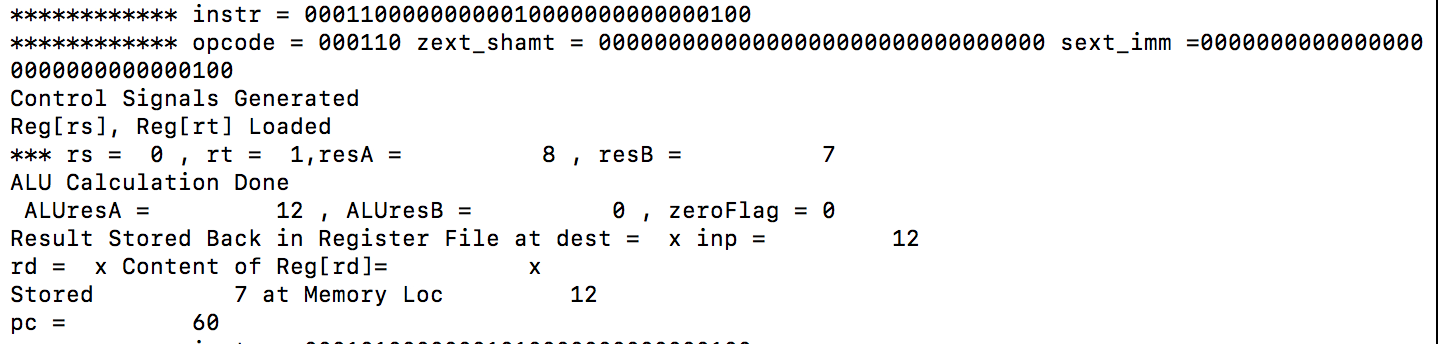 ************ instr = 00011000000000010000000000000100
************ opcode = 000110 zext_shamt = 00000000000000000000000000000000 sext_imm =0000000000000000
0000000000000100
Control Signals Generated
Reg[rs], Reg[rt] Loaded
*** rs =  0 , rt =  1,resA =          8 , resB =          7
ALU Calculation Done
 ALUresA =         12 , ALUresB =          0 , zeroFlag = 0
Result Stored Back in Register File at dest =  x inp =         12
rd =  x Content of Reg[rd]=          x
Stored          7 at Memory Loc         12
pc =         60